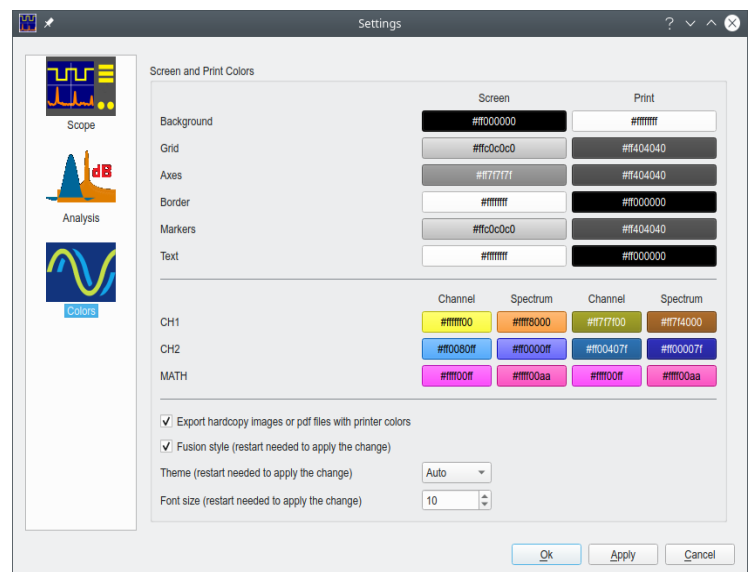 Settings
?
dB
Scope
Analysis
Colors
Screen and Print Colors
Screen Print
Background #ff000000 #ffffffff
Grid #ffc0c0c0 #ff404040
Axes #ff7f7f7f #ff404040
Border #ffffffff #ff000000
Markers #ffc0c0c0 #ff404040
Text #ffffffff #ff000000
Channel Spectrum Channel Spectrum
CH1 #ffffff00 #ffff8000 #ff7f7f00 #ff7f4000
CH2 #ff0080ff #ff0000ff #ff00407f #ff00007f
MATH #ffff00ff #ffff00aa #ffff00ff #ffff00aa
Export hardcopy images or pdf files with printer colors
Fusion style (restart needed to apply the change)
Theme (restart needed to apply the change) Auto
Font size (restart needed to apply the change) 10
Ok Apply Cancel